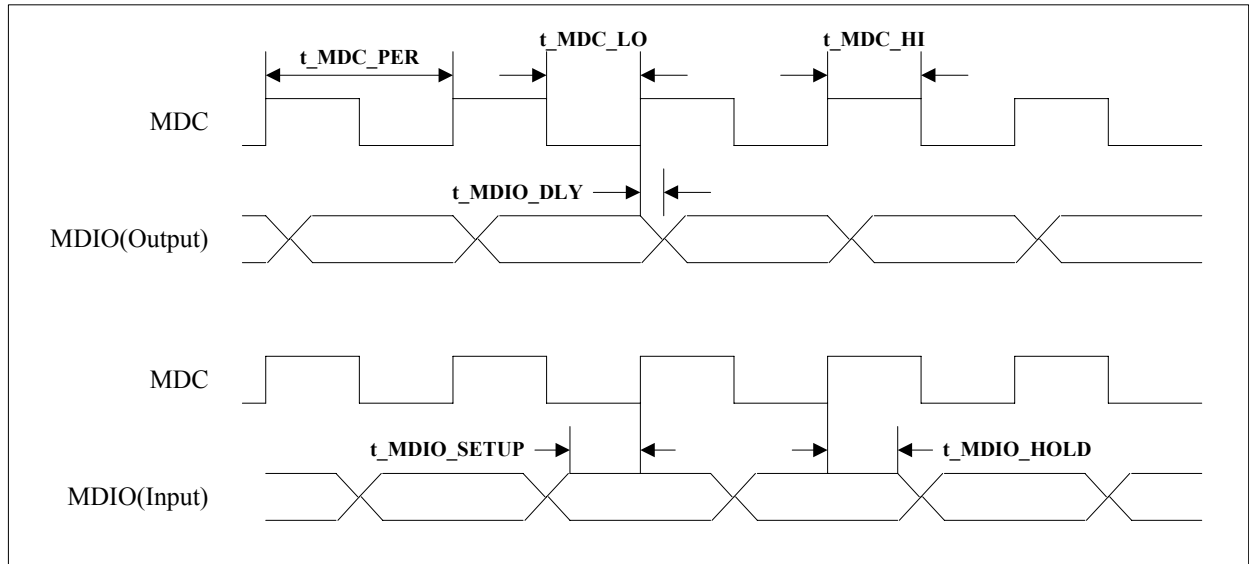 t_MDC_LO
t_MDC_HI
t_MDC_PER
MDC
t_MDIO_DLY
MDIO(Output)
MDC
t_MDIO_SETUP
t_MDIO_HOLD
MDIO(Input)